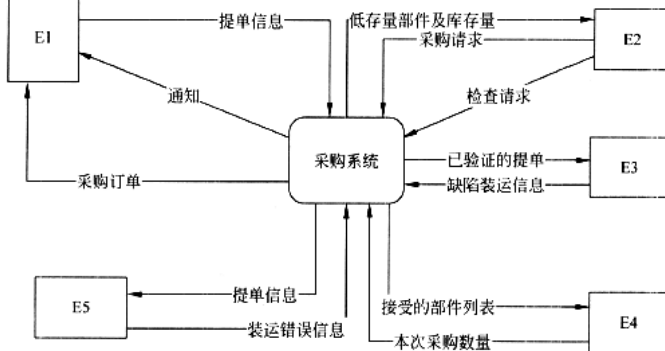 E1
提单信息
低存量部件及库存量
采购请求
E2
通知
检查请求
采购系统
已验证的提单
E3
缺陷装运信息
采购订单
提单信息
E5
装运错误信息
接受的部件列表
E4
本次采购数量